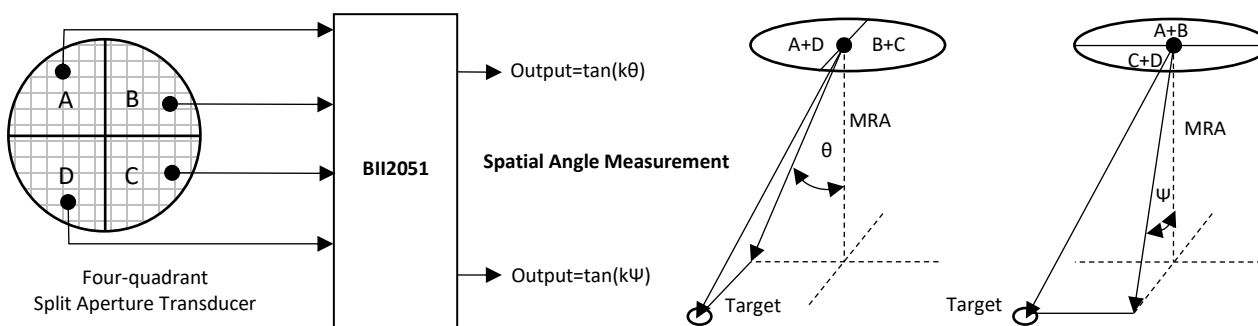 A
B
D
C
Four-quadrant
Split Aperture Transducer
BII2051
Output=tan(kθ)
Spatial Angle Measurement
Output=tan(kΨ)
A+D
B+C
MRA
θ
Target
A+B
C+D
MRA
Ψ
Target